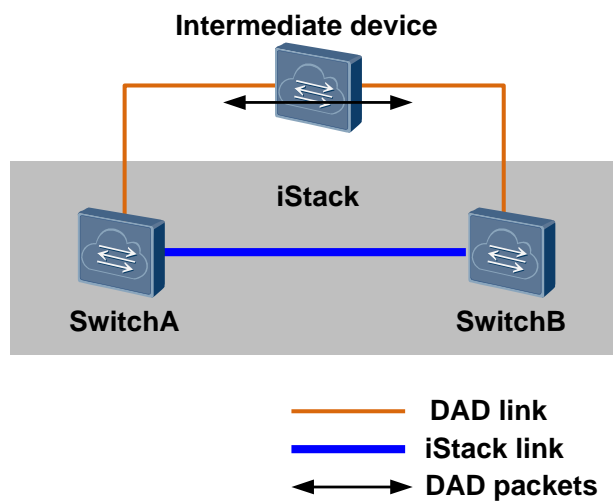 Intermediate device
iStack
SwitchA
SwitchB
DAD link
iStack link
DAD packets